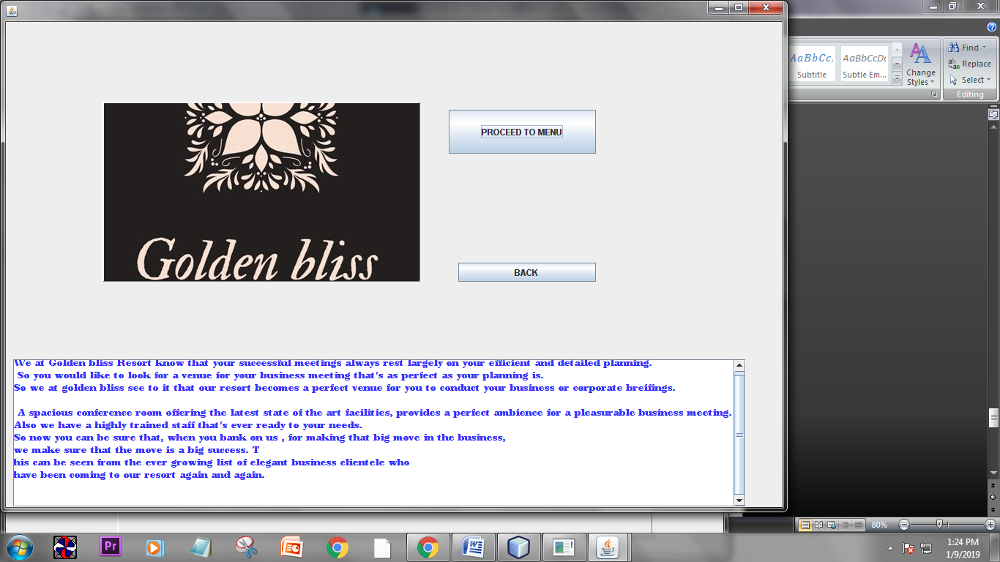 AaBbCc.
AaBbCcDc
Subtitle
Subtle Em...
Change
Styles
Find
Replace
Select
Editing
PROCEED TO MENU
Golden bliss
BACK
We at Golden bliss Resort know that your successful meetings always rest largely on your efficient and detailed planning.
So you would like to look for a venue for your business meeting that's as perfect as your planning is.
So we at golden bliss see to it that our resort becomes a perfect venue for you to conduct your business or corporate breifings.
A spacious conference room offering the latest state of the art facilities, provides a perfect ambience for a pleasurable business meeting.
Also we have a highly trained staff that's ever ready to your needs.
So now you can be sure that, when you bank on us , for making that big move in the business,
we make sure that the move is a big success. T
his can be seen from the ever growing list of elegant business clientele who
have been coming to our resort again and again.
80%
Pr
1:24 PM
1/9/2019